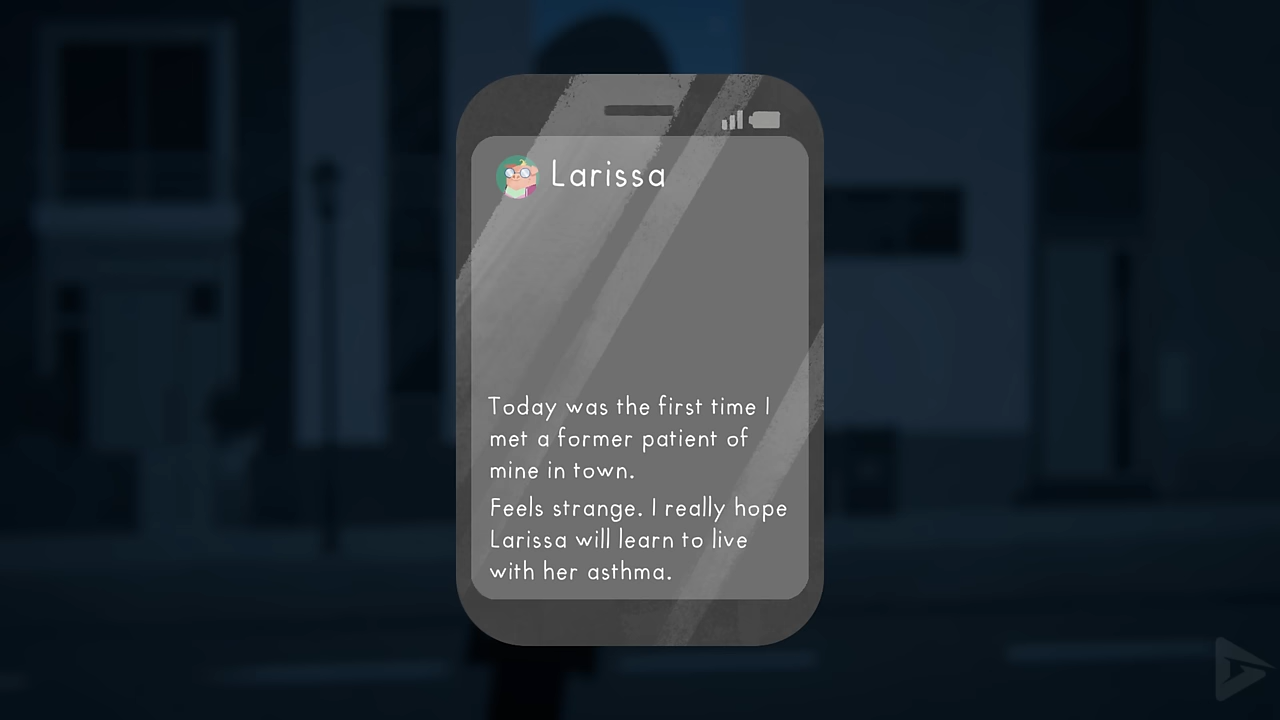 Larissa
Today was the first time I
met a former patient of
mine in town.
Feels strange. I really hope
Larissa will learn to live
with her asthma.